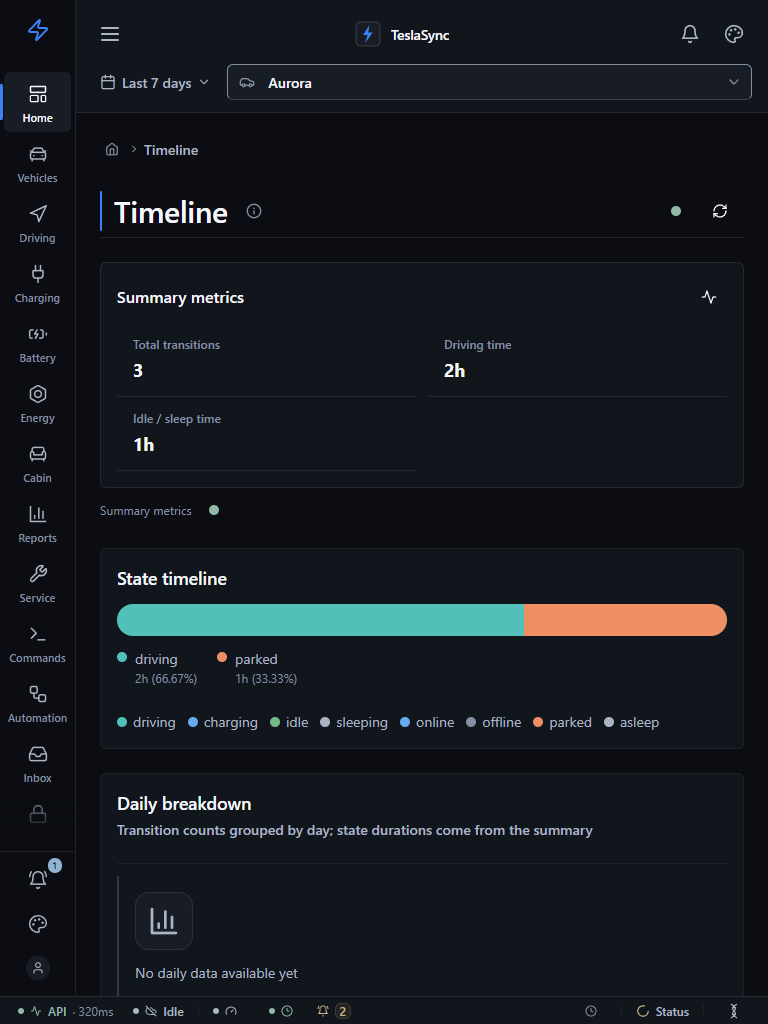 TeslaSync
Last 7 days
Aurora
Home
Vehicles
Driving
Charging
Battery
Energy
Cabin
Reports
Service
Commands
Automation
Inbox
1
Timeline
Timeline
Summary metrics
Total transitions
3
Driving time
2h
Idle / sleep time
1h
Summary metrics
State timeline
driving
2h (66.67%)
parked
1h (33.33%)
driving charging idle sleeping online offline parked asleep
Daily breakdown
Transition counts grouped by day; state durations come from the summary
No daily data available yet
API · 320ms Idle 2 Status